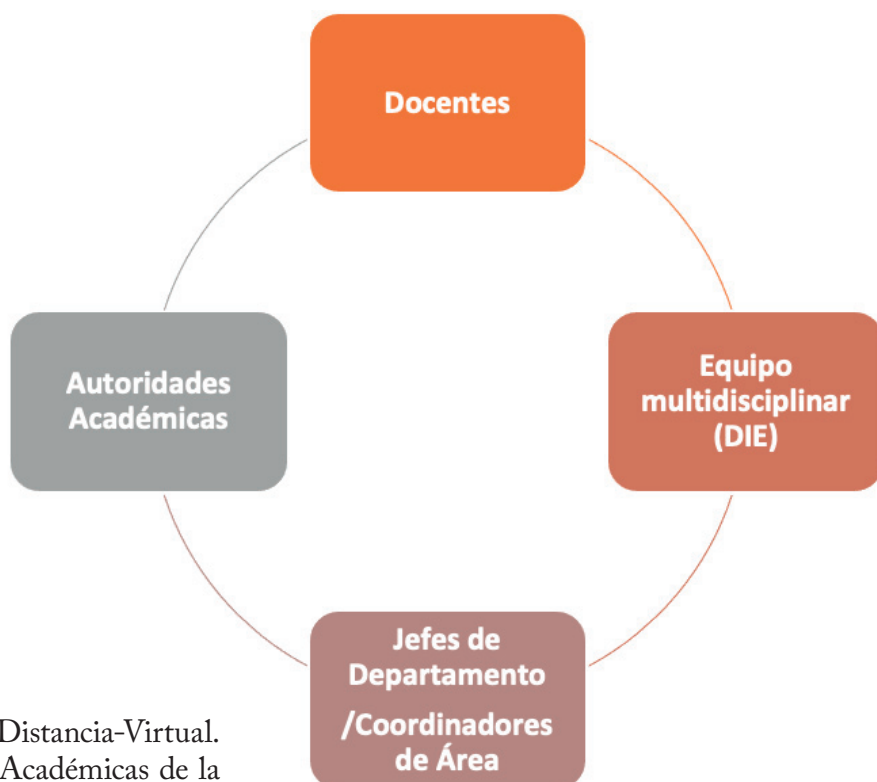 Docentes
Equipo
multidisciplinar
(DIE)
Autoridades
Académicas
Jefes de
Departamento
/Coordinadores
de Área
Distancia-Virtual.
Académicas de la